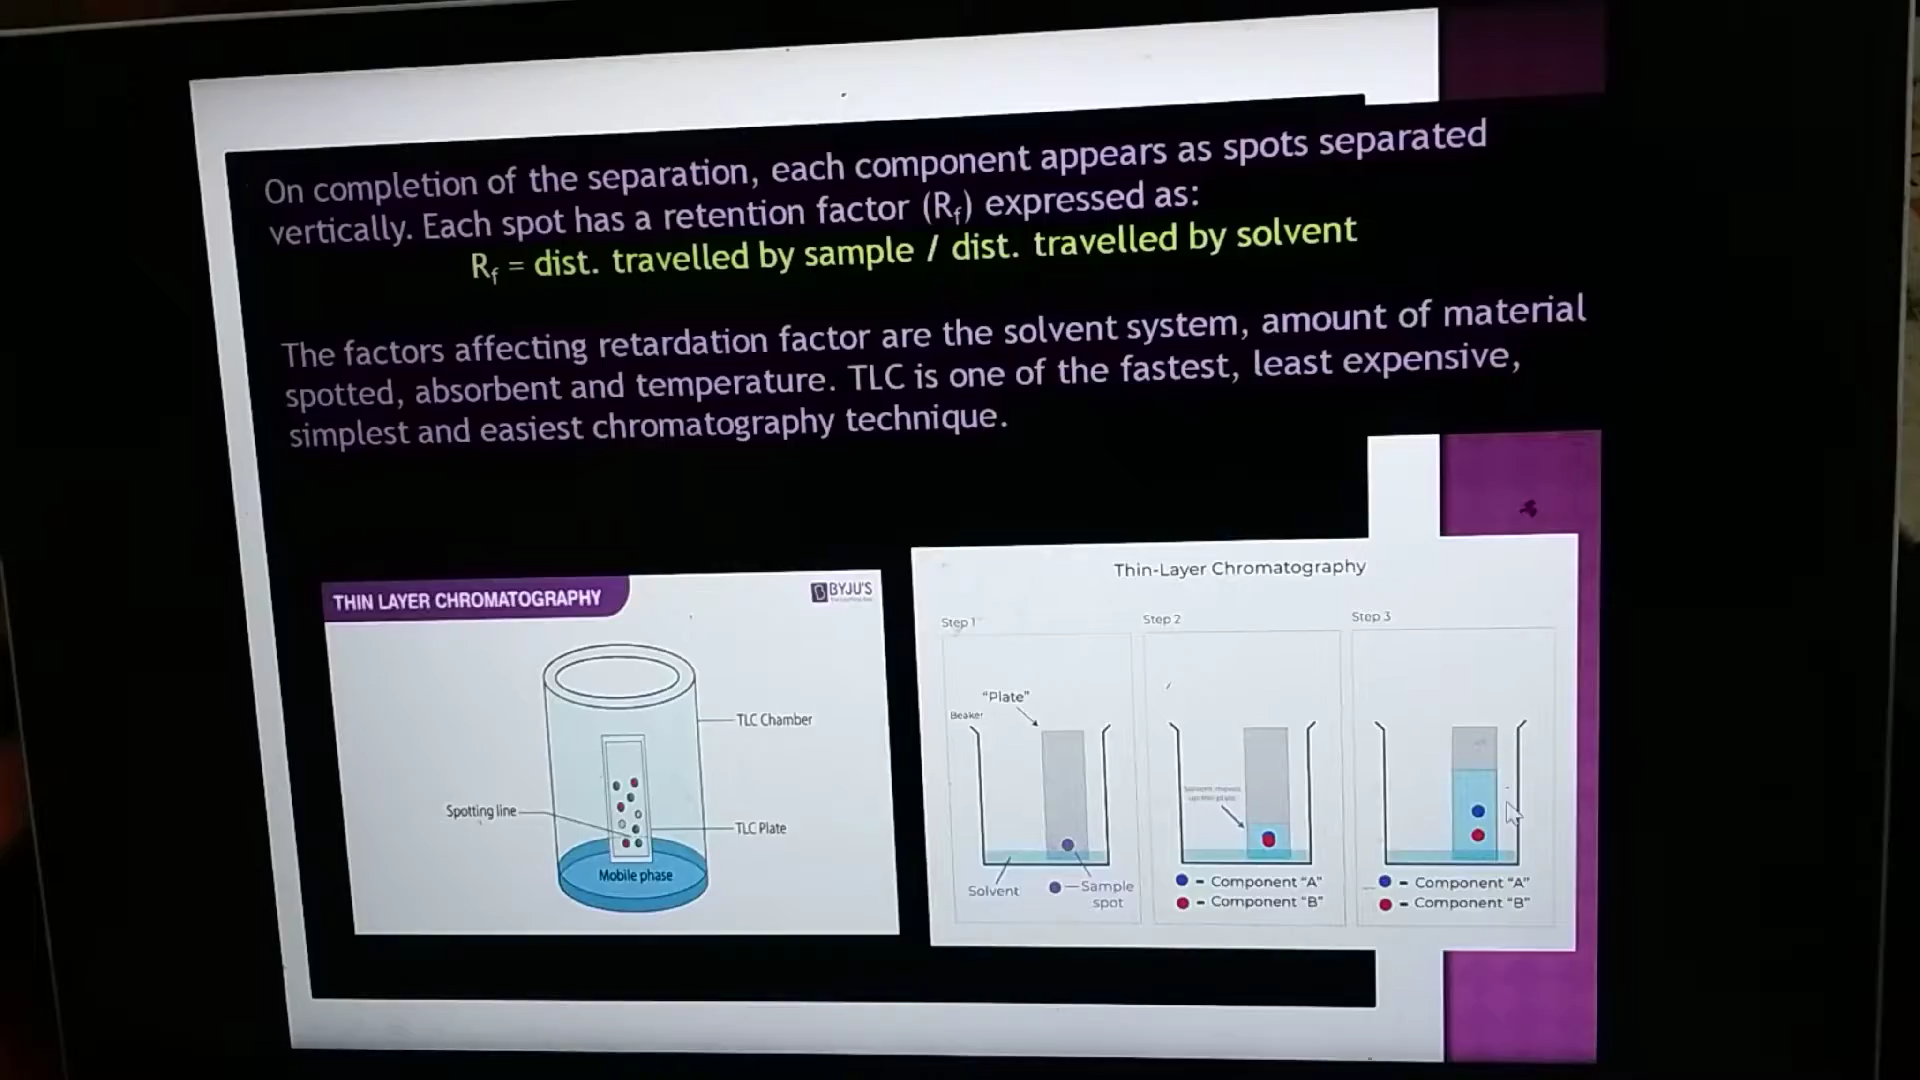 On completion of the separation, each component appears as spots separated
vertically. Each spot has a retention factor (Rf) expressed as:
Rf = dist. travelled by sample / dist. travelled by solvent
The factors affecting retardation factor are the solvent system, amount of material
spotted, absorbent and temperature. TLC is one of the fastest, least expensive,
simplest and easiest chromatography technique.
THIN LAYER CHROMATOGRAPHY
BYJU'S
TLC Chamber
Spotting line
TLC Plate
Mobile phase
Thin-Layer Chromatography
Step 1
"Plate"
Beaker
Solvent
Sample
spot
Step 2
Component "A"
Component "B"
Step 3
Component "A"
Component "B"